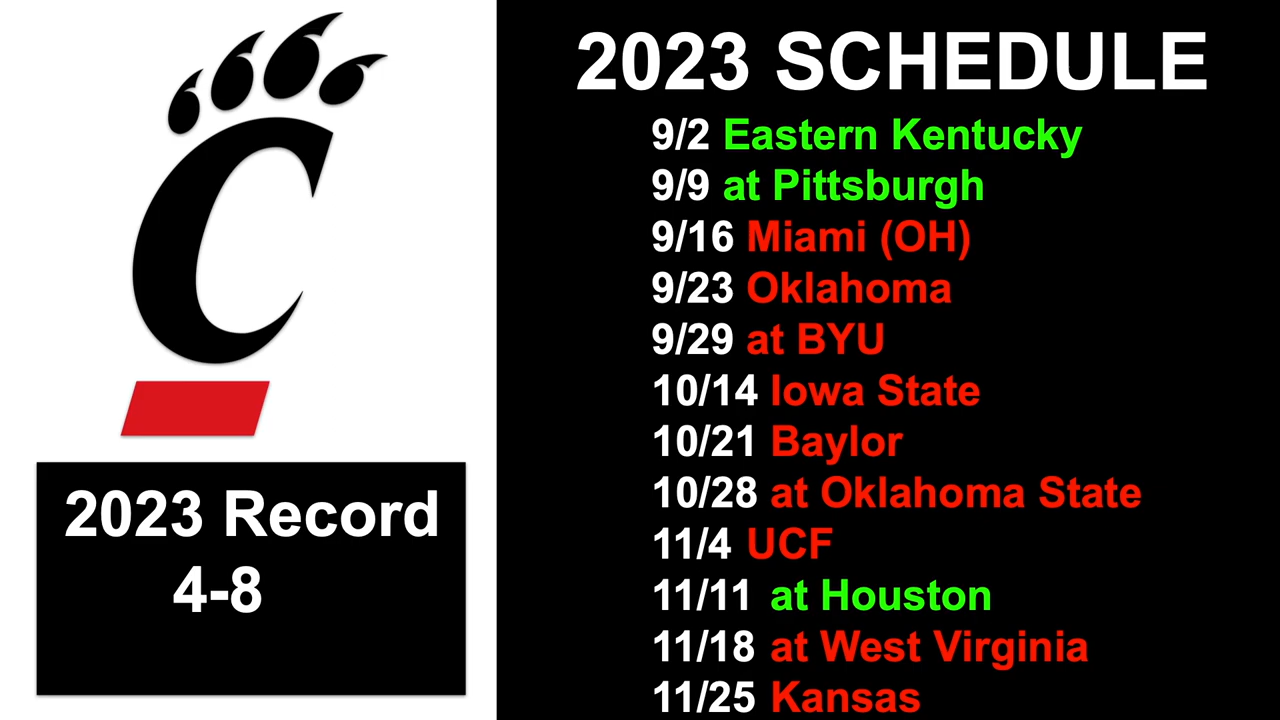 C
2023 Record
4-8
2023 SCHEDULE
9/2 Eastern Kentucky
9/9 at Pittsburgh
9/16 Miami (OH)
9/23 Oklahoma
9/29 at BYU
10/14 Iowa State
10/21 Baylor
10/28 at Oklahoma State
11/4 UCF
11/11 at Houston
11/18 at West Virginia
11/25 Kansas